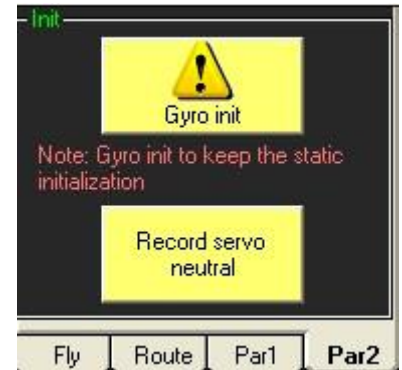 Init
Gyro init
Note: Gyro init to keep the static
initialization
Record servo
neutral
Fly Route Par1 Par2